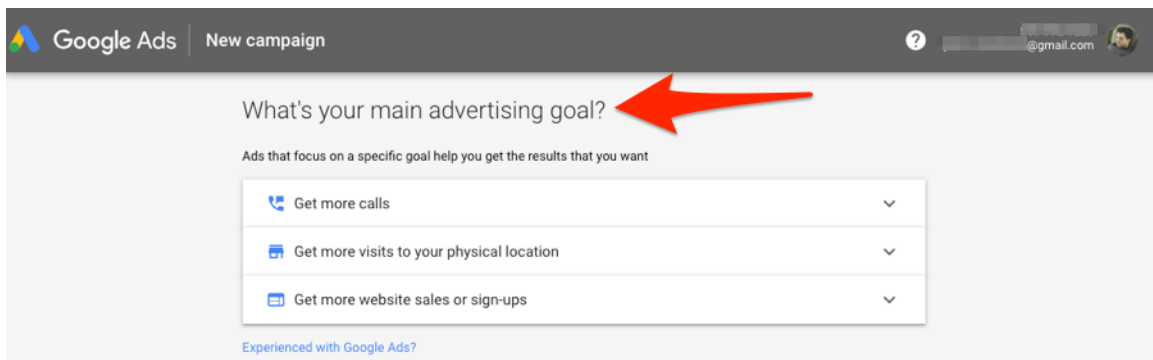 Google Ads New campaign
@gmail.com
What's your main advertising goal?
Ads that focus on a specific goal help you get the results that you want
Get more calls
Get more visits to your physical location
Get more website sales or sign-ups
Experienced with Google Ads?